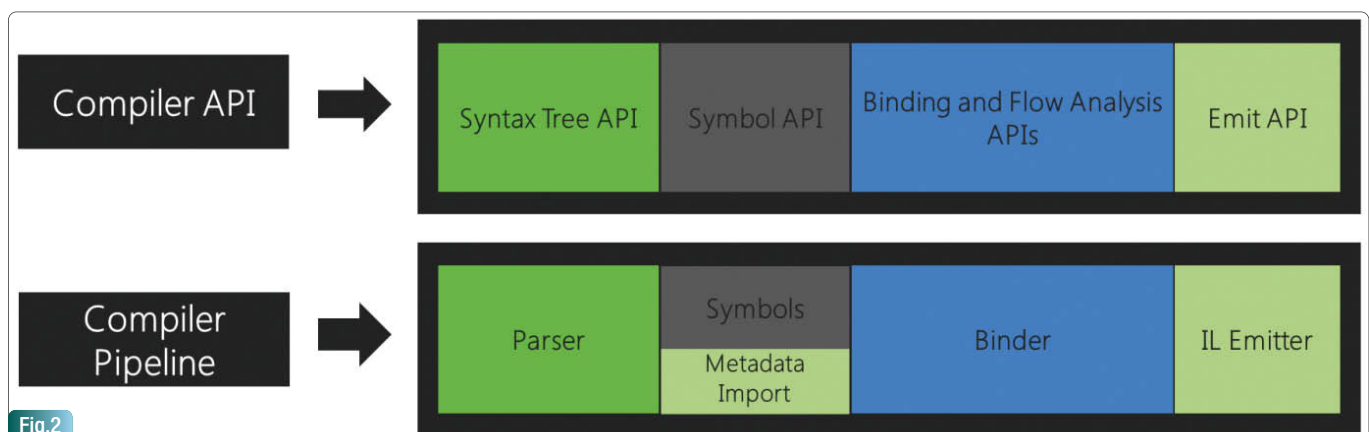 Compiler API
Syntax Tree API
Symbol API
Binding and Flow Analysis
APIs
Emit API
Compiler
Pipeline
Parser
Symbols
Metadata
Import
Binder
IL Emitter
Fig.2